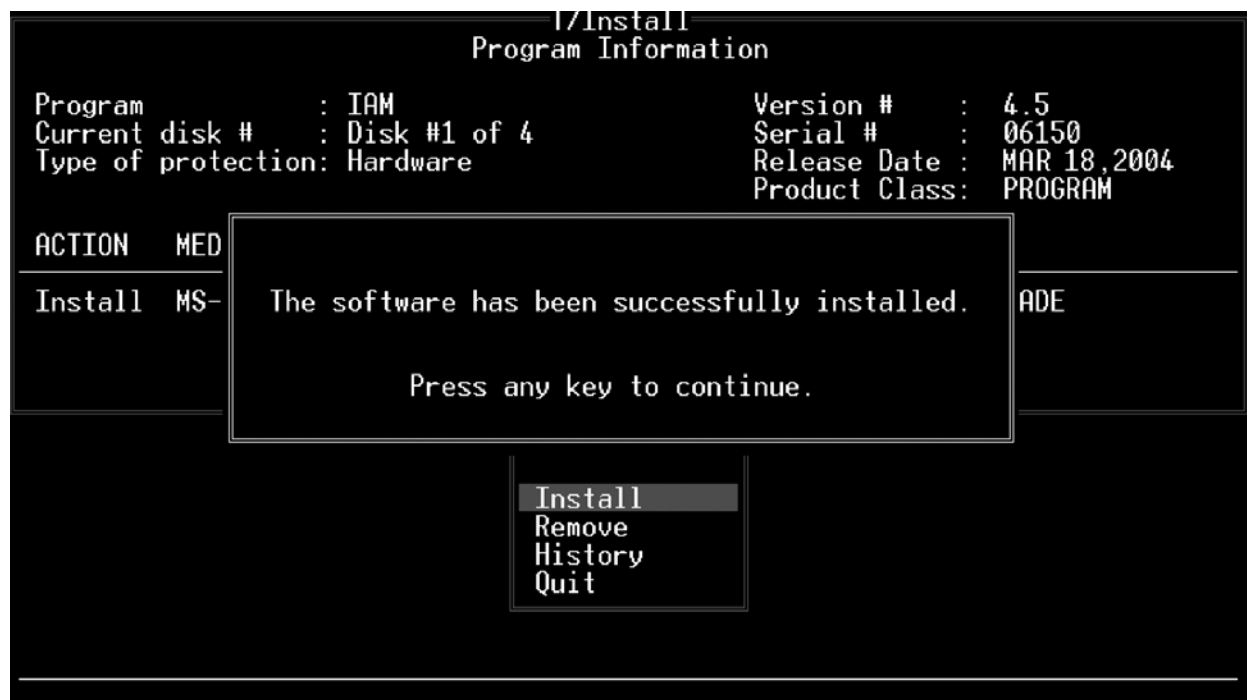 T/Install
Program Information
Program : IAM Version # : 4.5
Current disk # : Disk #1 of 4 Serial # : 06150
Type of protection: Hardware Release Date : MAR 18,2004
Product Class: PROGRAM
ACTION MED
Install MS- ADE
The software has been successfully installed.
Press any key to continue.
Install
Remove
History
Quit